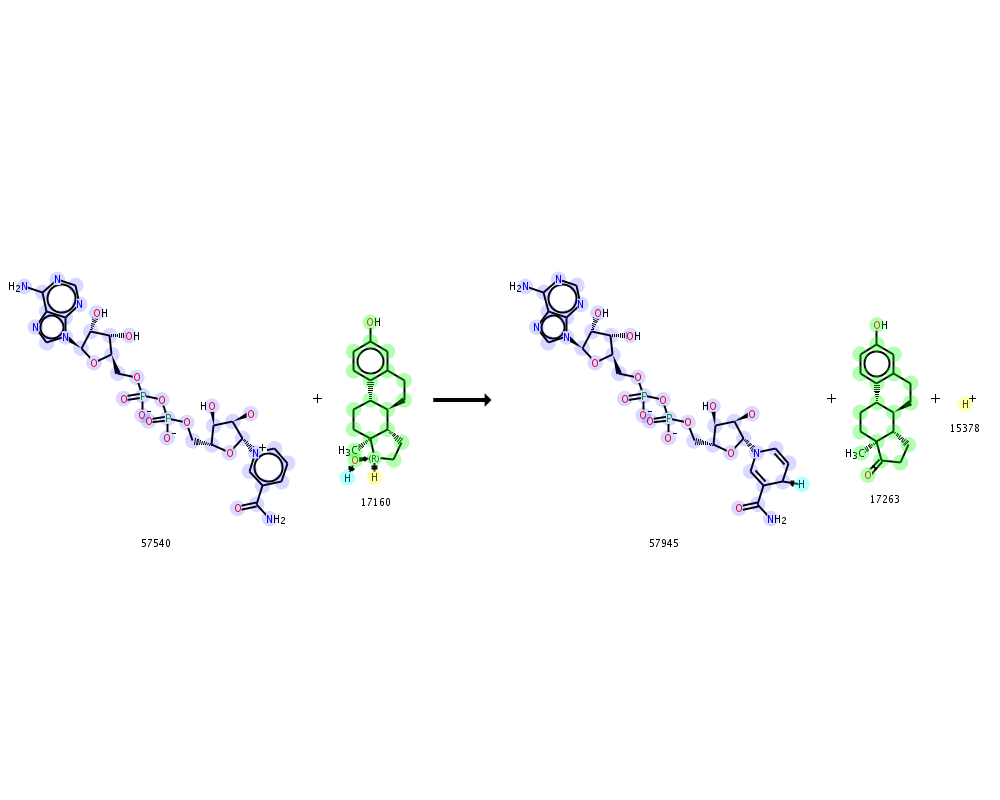 H2N N N N N OH OH O O O P O- O P O- O HO O O N+ O NH2
57540
+
OH H3C O (R) H H
17160
H2N N N N N OH OH O O O P O- O P O- O HO O O N H O NH2
57945
+
OH H3C O
17263
+
H+
15378